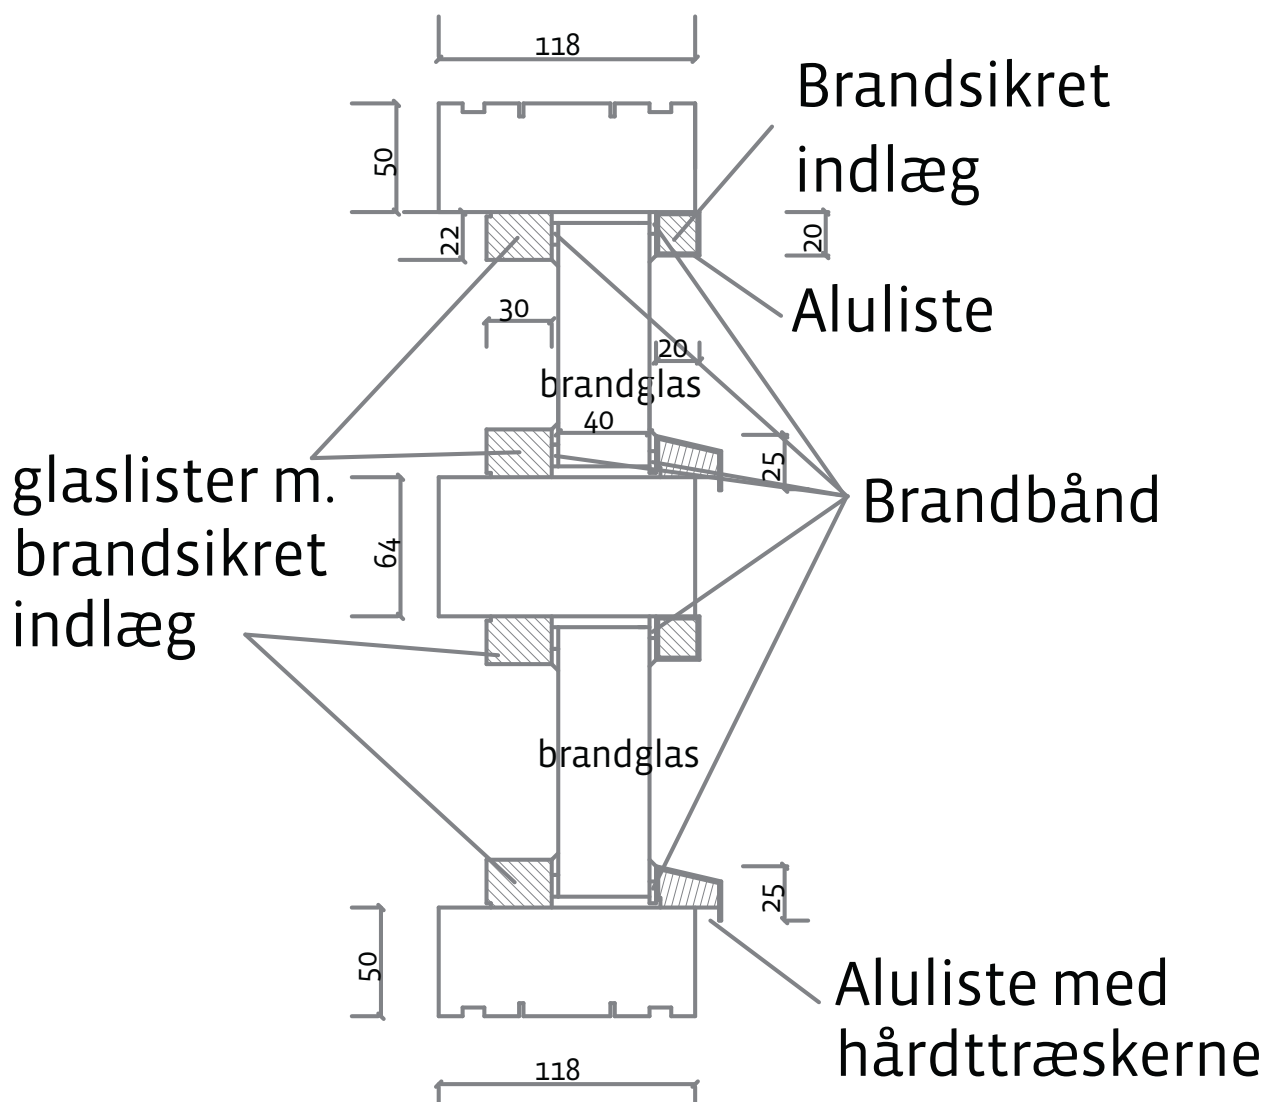 118
Brandsikret
indlæg
50
22
20
Aluliste
30
20
brandglas
40
25
glaslister m.
brandsikret
indlæg
Brandbånd
64
brandglas
25
50
Aluliste med
hårdttræskerne
118